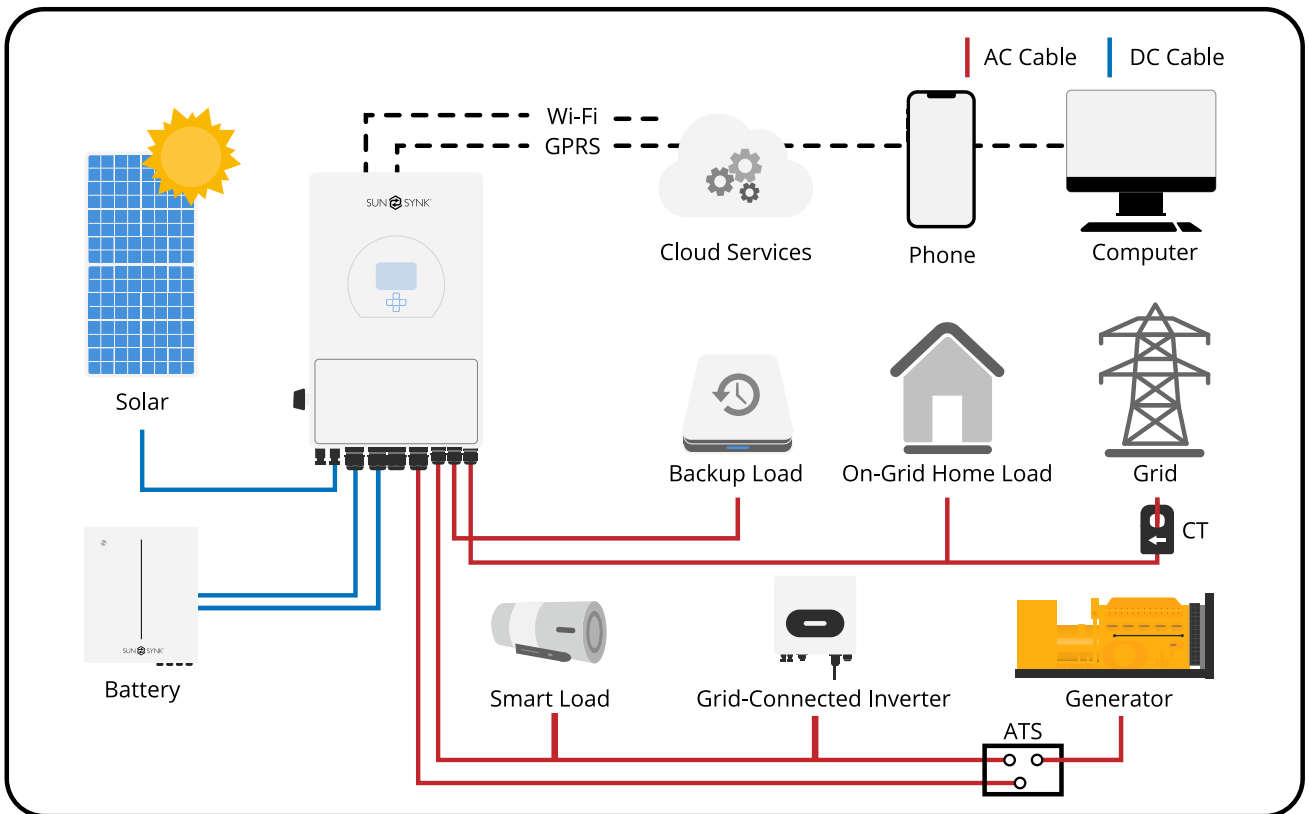 AC Cable
DC Cable
Wi-Fi
GPRS
SUN SYNK
Cloud Services
Phone
Computer
Solar
Backup Load
On-Grid Home Load
Grid
CT
SUN SYNK
Battery
Smart Load
Grid-Connected Inverter
Generator
ATS